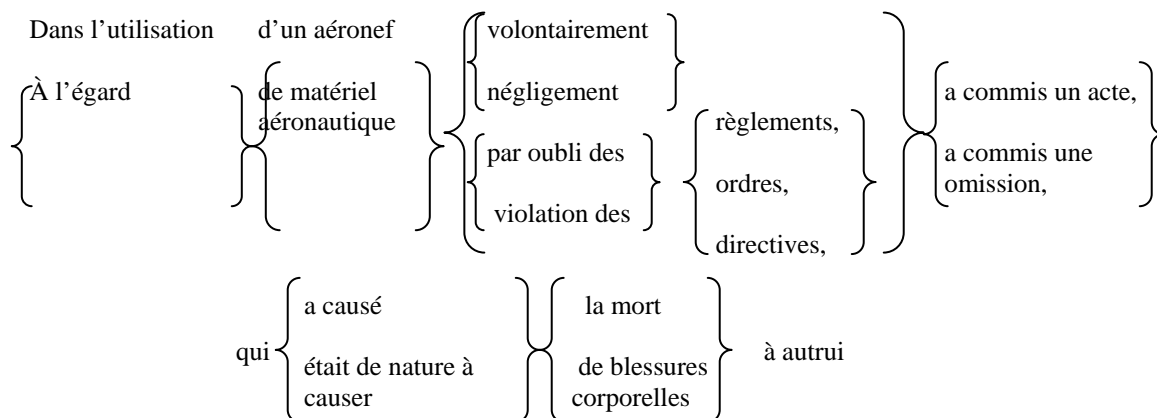 Dans l'utilisation d'un aéronef volontairement
À l'égard de matériel aéronautique négligement a commis un acte,
règlements,
par oubli des a commis une omission,
ordres,
violation des
directives,
a causé la mort
qui à autrui
était de nature à causer de blessures corporelles